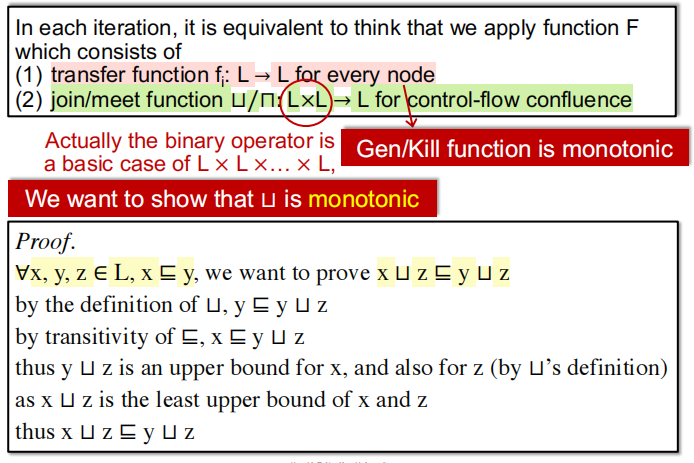 In each iteration, it is equivalent to think that we apply function F
which consists of
(1) transfer function fᵢ: L → L for every node
(2) join/meet function ⊔/⊓: L×L → L for control-flow confluence
Actually the binary operator is
a basic case of L × L ×… × L,
Gen/Kill function is monotonic
We want to show that ⊔ is monotonic
Proof.
∀x, y, z ∈ L, x ⊑ y, we want to prove x ⊔ z ⊑ y ⊔ z
by the definition of ⊔, y ⊑ y ⊔ z
by transitivity of ⊑, x ⊑ y ⊔ z
thus y ⊔ z is an upper bound for x, and also for z (by ⊔’s definition)
as x ⊔ z is the least upper bound of x and z
thus x ⊔ z ⊑ y ⊔ z